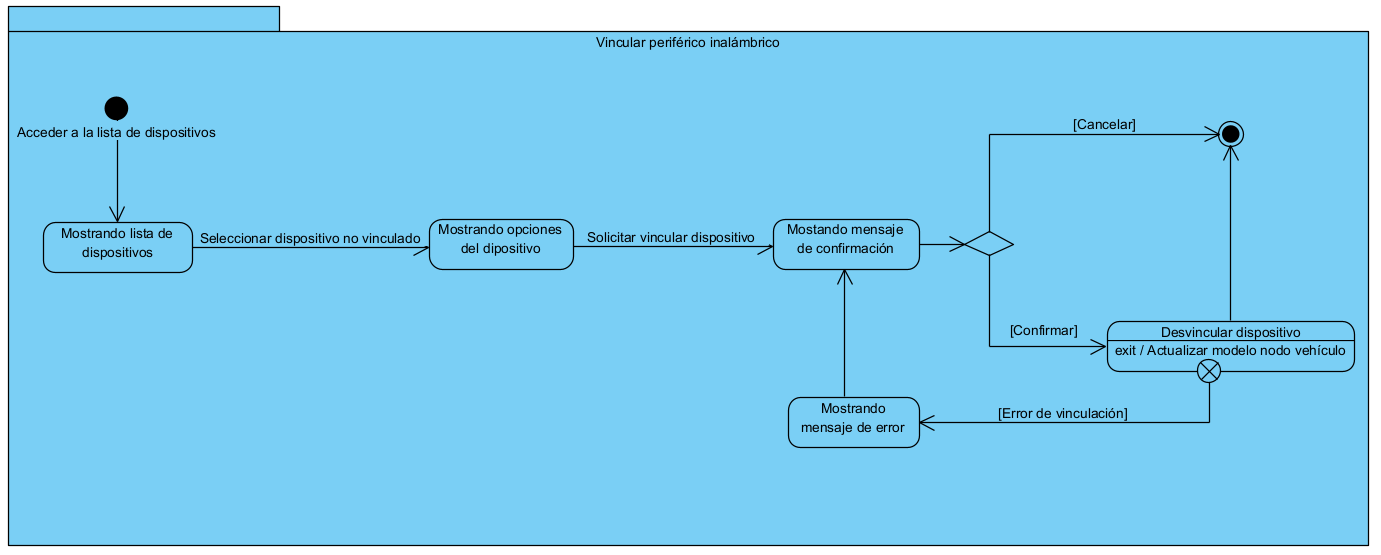 Vincular periférico inalámbrico
Acceder a la lista de dispositivos
Mostrando lista de
dispositivos
Seleccionar dispositivo no vinculado
Mostrando opciones
del dipositivo
Solicitar vincular dispositivo
Mostando mensaje
de confirmación
[Cancelar]
[Confirmar]
Desvincular dispositivo
exit / Actualizar modelo nodo vehículo
[Error de vinculación]
Mostrando
mensaje de error